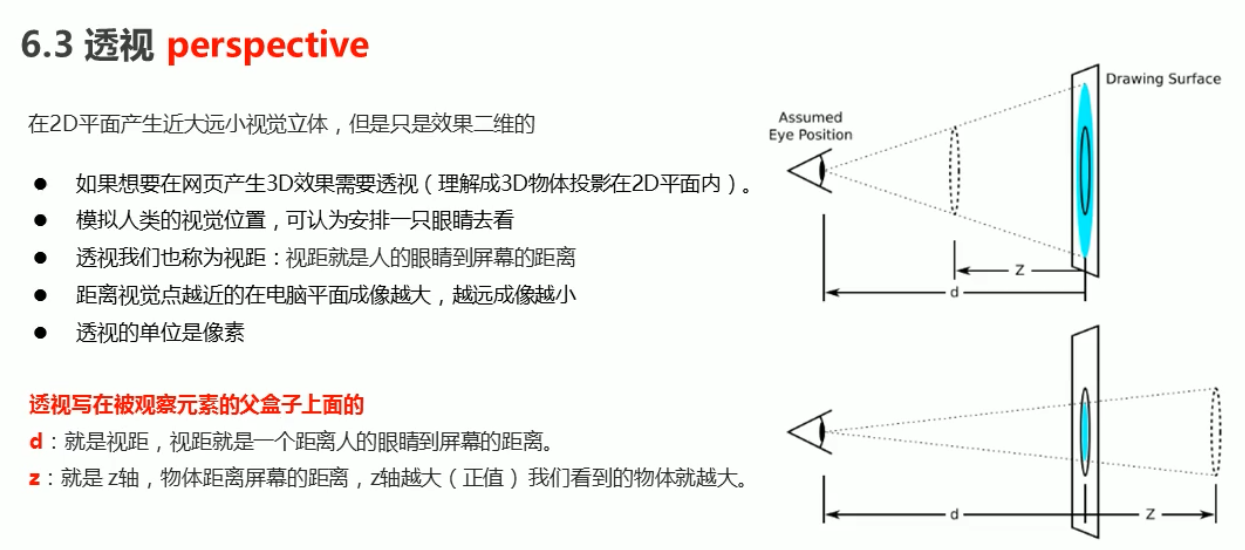 6.3 透视 perspective
在2D平面产生近大远小视觉立体，但是只是效果二维的
● 如果想要在网页产生3D效果需要透视（理解成3D物体投影在2D平面内）。
● 模拟人类的视觉位置，可认为安排一只眼睛去看
● 透视我们也称为视距：视距就是人的眼睛到屏幕的距离
● 距离视觉点越近的在电脑平面成像越大，越远成像越小
● 透视的单位是像素
透视写在被观察元素的父盒子上面的
d：就是视距，视距就是一个距离人的眼睛到屏幕的距离。
z：就是 z轴，物体距离屏幕的距离，z轴越大（正值） 我们看到的物体就越大。
Drawing Surface
Assumed
Eye Position
Z
d
d
Z